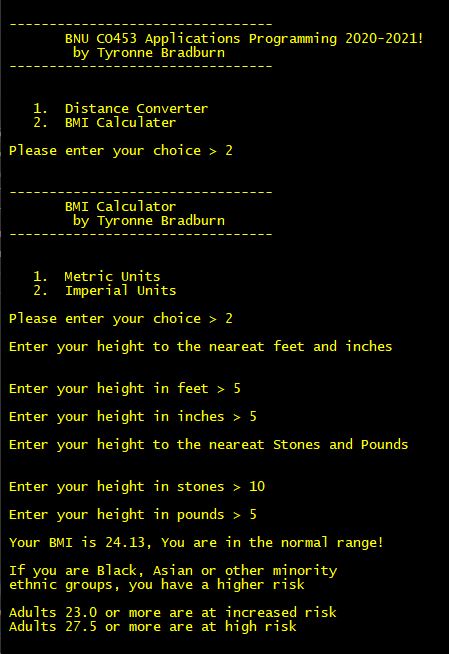 ---------------------------------
BNU CO453 Applications Programming 2020-2021!
by Tyronne Bradburn
---------------------------------
1. Distance Converter
2. BMI Calculater
Please enter your choice > 2
---------------------------------
BMI Calculator
by Tyronne Bradburn
---------------------------------
1. Metric Units
2. Imperial Units
Please enter your choice > 2
Enter your height to the neareat feet and inches
Enter your height in feet > 5
Enter your height in inches > 5
Enter your height to the neareat Stones and Pounds
Enter your height in stones > 10
Enter your height in pounds > 5
Your BMI is 24.13, You are in the normal range!
If you are Black, Asian or other minority
ethnic groups, you have a higher risk
Adults 23.0 or more are at increased risk
Adults 27.5 or more are at high risk